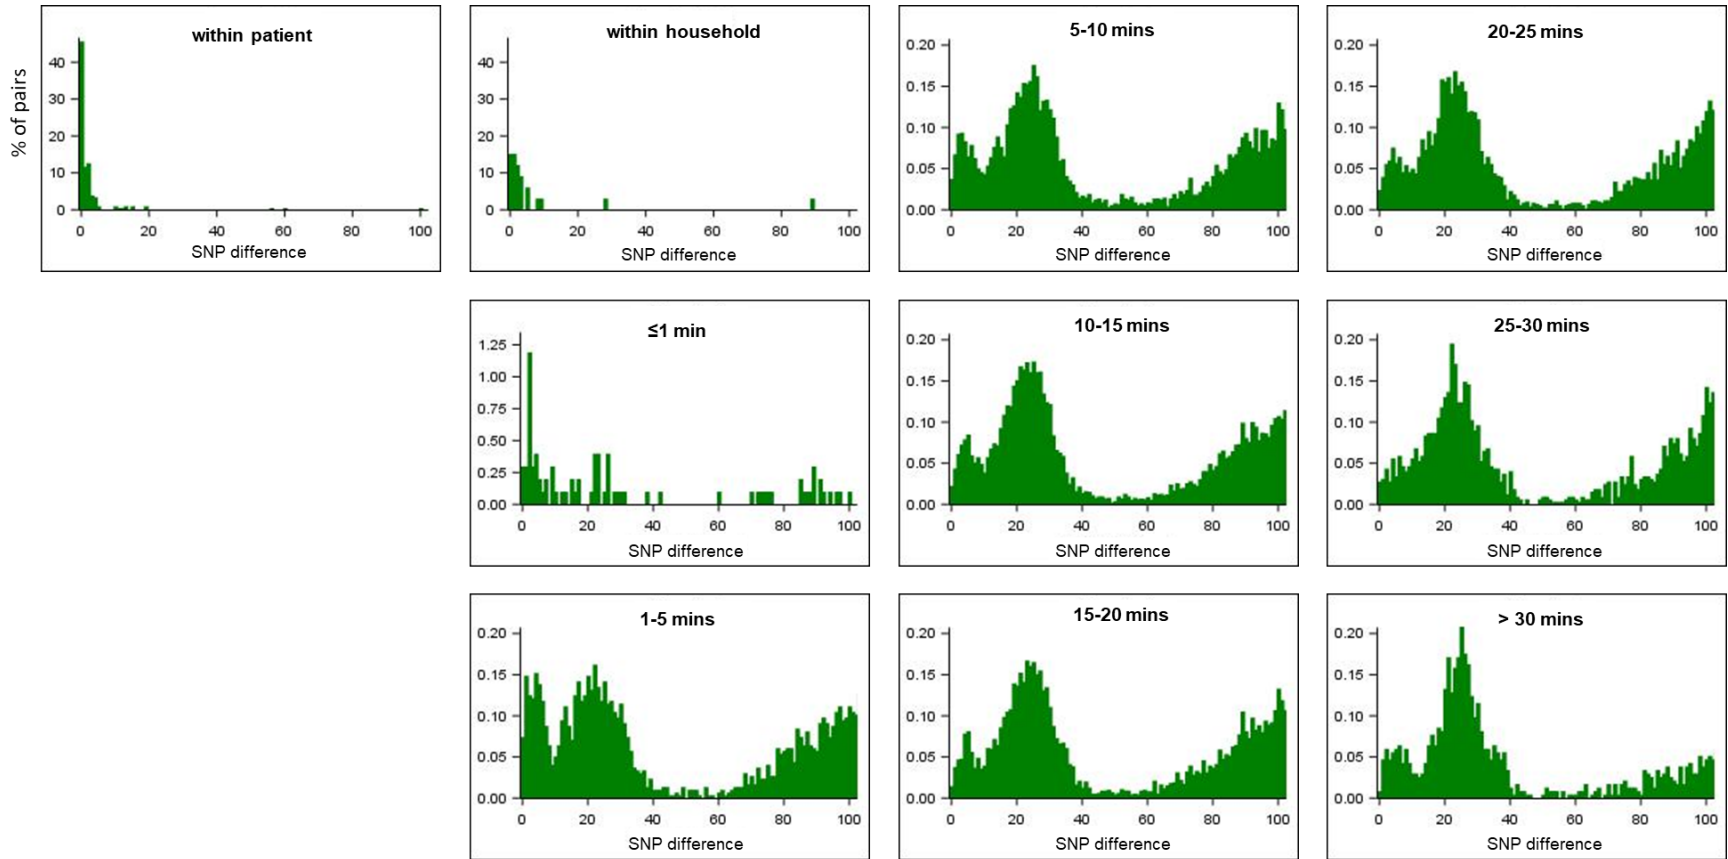 % of pairs
within patient
40
30
20
10
0
0 20 40 60 80 100
SNP difference
within household
40
30
20
10
0
0 20 40 60 80 100
SNP difference
5-10 mins
0.20
0.15
0.10
0.05
0.00
0 20 40 60 80 100
SNP difference
20-25 mins
0.20
0.15
0.10
0.05
0.00
0 20 40 60 80 100
SNP difference
≤1 min
1.25
1.00
0.75
0.50
0.25
0.00
0 20 40 60 80 100
SNP difference
10-15 mins
0.20
0.15
0.10
0.05
0.00
0 20 40 60 80 100
SNP difference
25-30 mins
0.20
0.15
0.10
0.05
0.00
0 20 40 60 80 100
SNP difference
1-5 mins
0.20
0.15
0.10
0.05
0.00
0 20 40 60 80 100
SNP difference
15-20 mins
0.20
0.15
0.10
0.05
0.00
0 20 40 60 80 100
SNP difference
> 30 mins
0.20
0.15
0.10
0.05
0.00
0 20 40 60 80 100
SNP difference